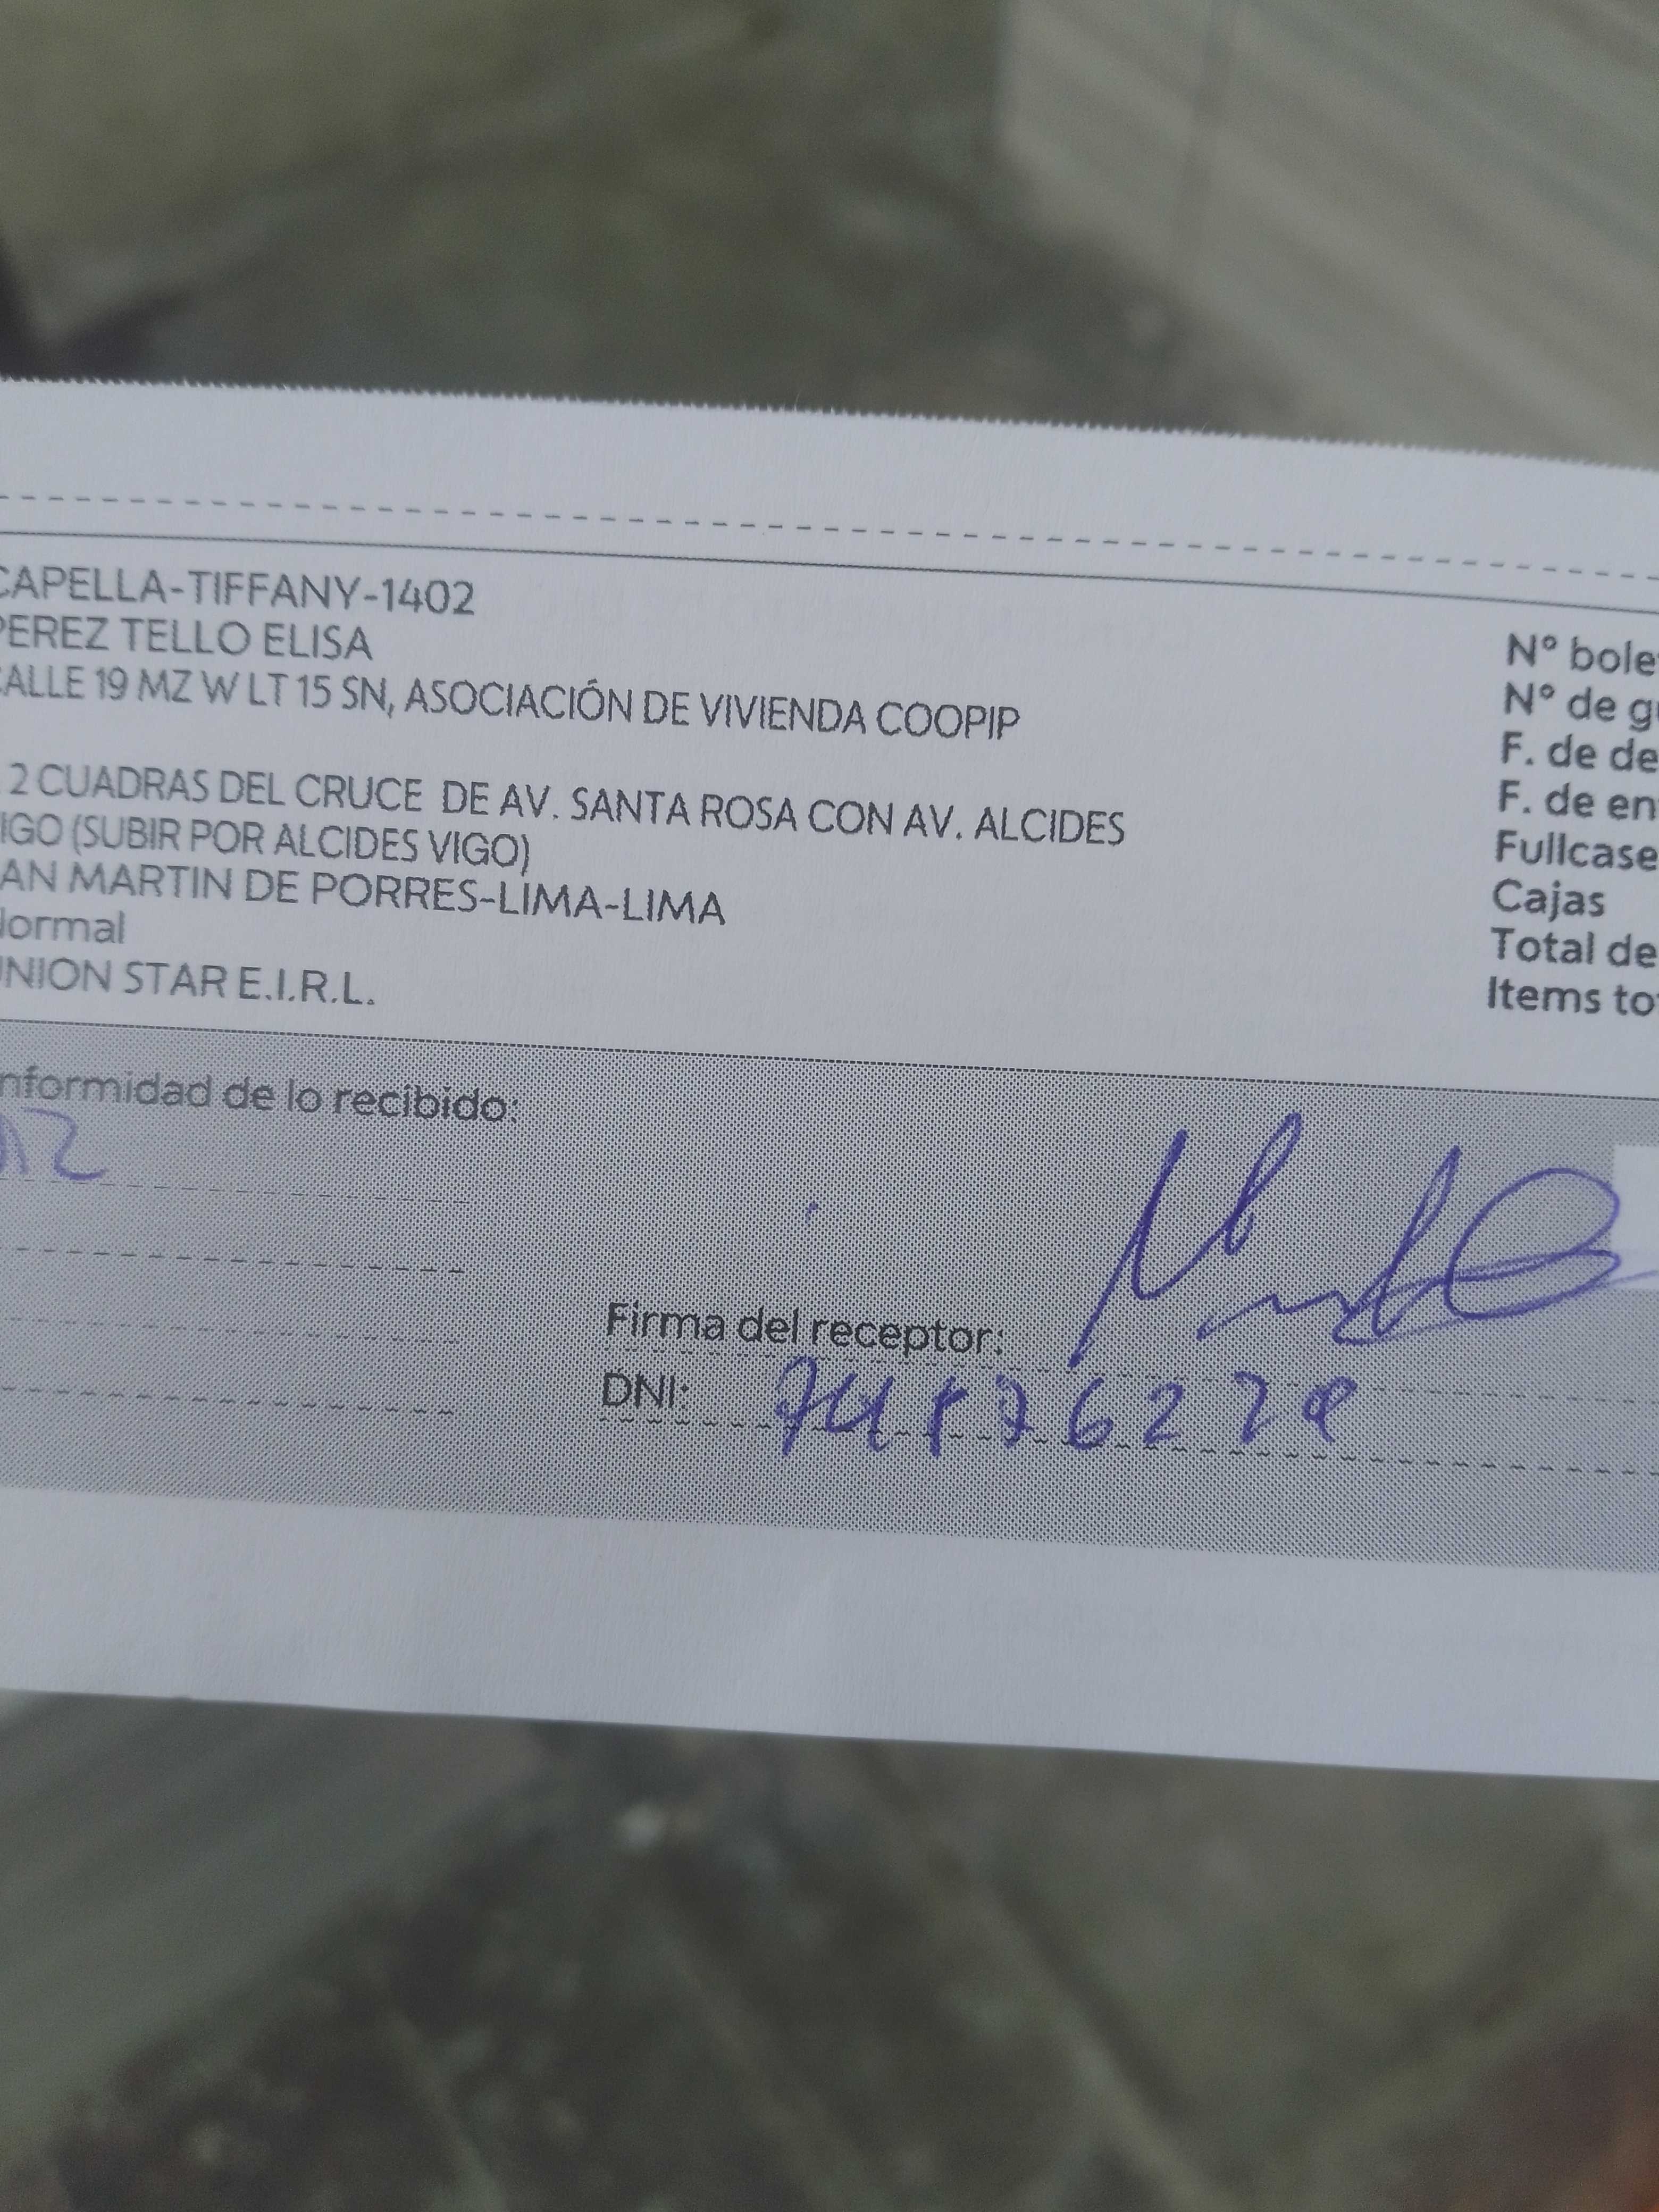 CAPELLA-TIFFANY-1402
PEREZ TELLO ELISA
CALLE 19 MZ W LT 15 SN, ASOCIACIÓN DE VIVIENDA COOPIP
2 CUADRAS DEL CRUCE DE AV. SANTA ROSA CON AV. ALCIDES
IGO (SUBIR POR ALCIDES VIGO)
AN MARTIN DE PORRES-LIMA-LIMA
Normal
UNION STAR E.I.R.L.
N° bole
N° de g
F. de de
F. de en
Fullcase
Cajas
Total de
Items to
nformidad de lo recibido:
Firma del receptor:
DNI: